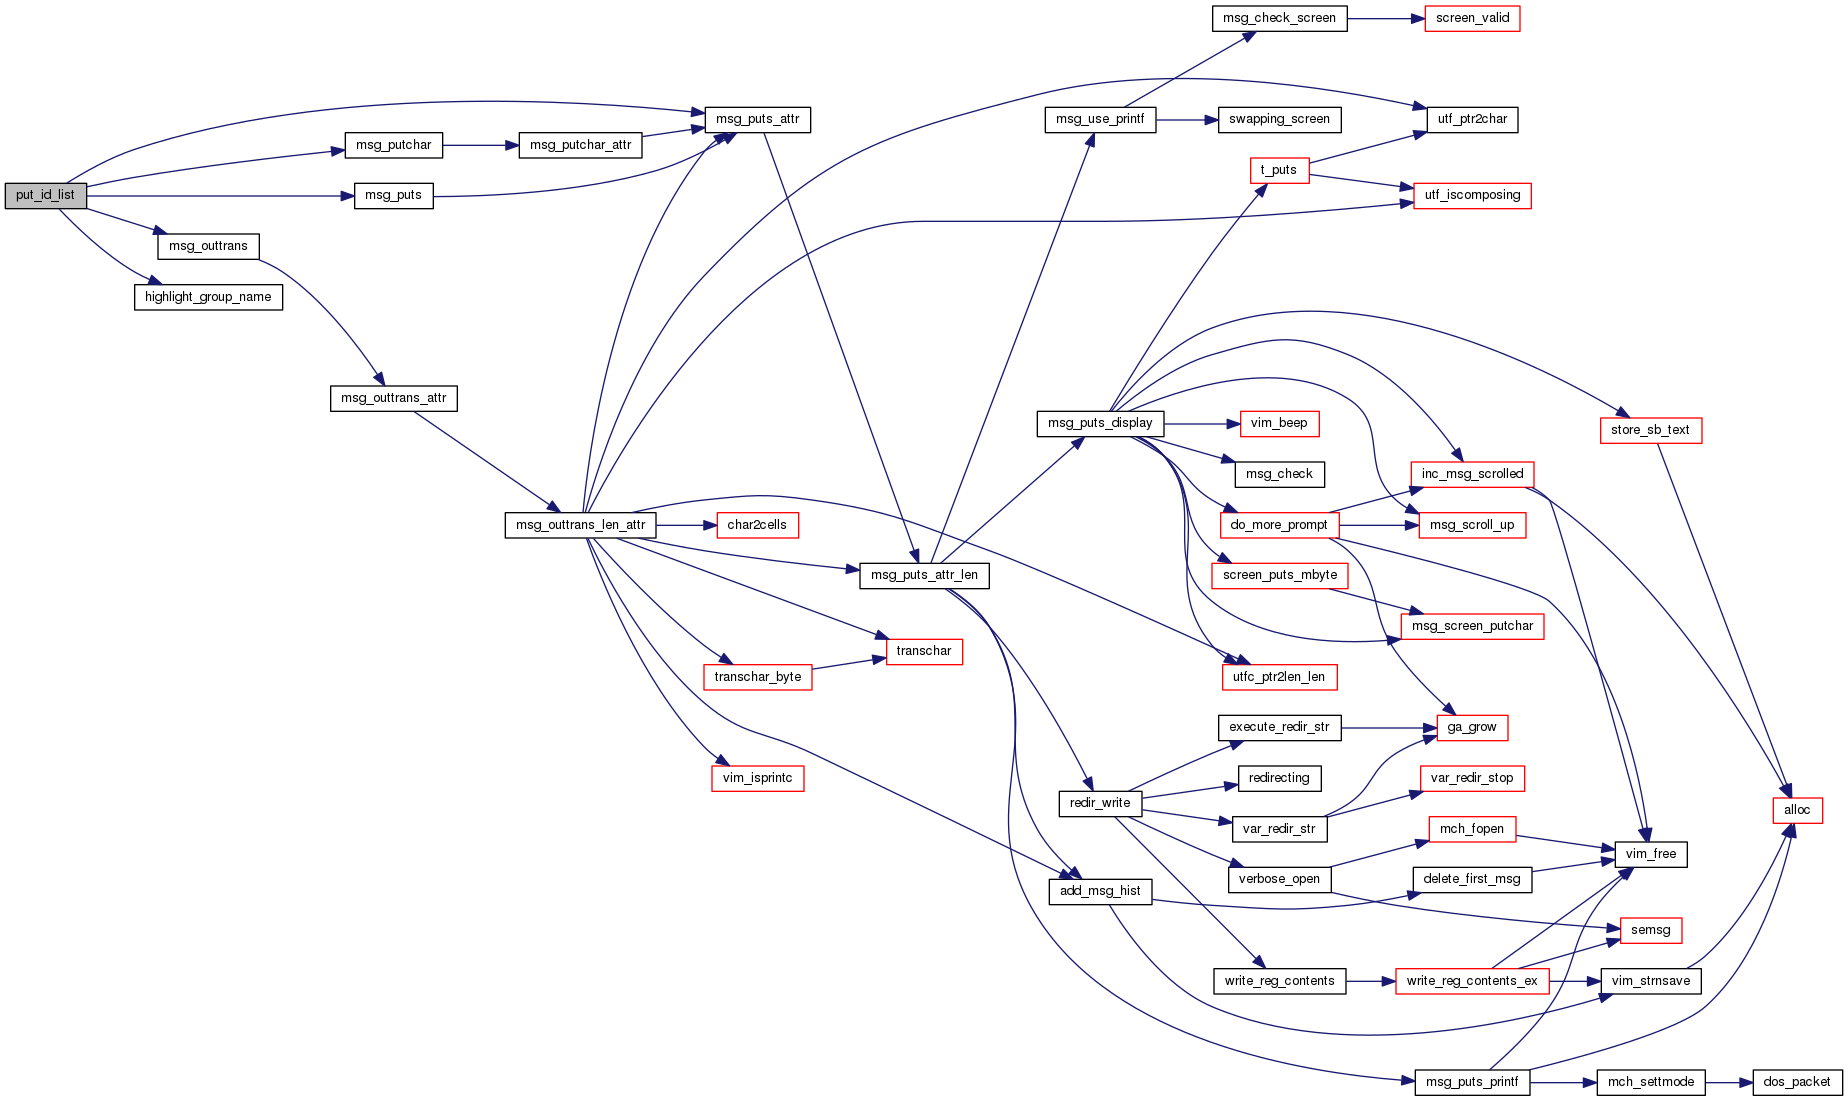 msg_check_screen
screen_valid
msg_puts_attr
msg_use_printf
swapping_screen
utf_ptr2char
msg_putchar
msg_putchar_attr
t_puts
put_id_list
msg_puts
utf_iscomposing
msg_outtrans
highlight_group_name
msg_outtrans_attr
msg_puts_display
vim_beep
store_sb_text
msg_check
inc_msg_scrolled
msg_outtrans_len_attr
char2cells
do_more_prompt
msg_scroll_up
msg_puts_attr_len
screen_puts_mbyte
msg_screen_putchar
transchar
transchar_byte
utfc_ptr2len_len
execute_redir_str
ga_grow
vim_isprintc
redirecting
var_redir_stop
redir_write
alloc
var_redir_str
mch_fopen
vim_free
verbose_open
delete_first_msg
add_msg_hist
semsg
write_reg_contents
write_reg_contents_ex
vim_strnsave
msg_puts_printf
mch_settmode
dos_packet